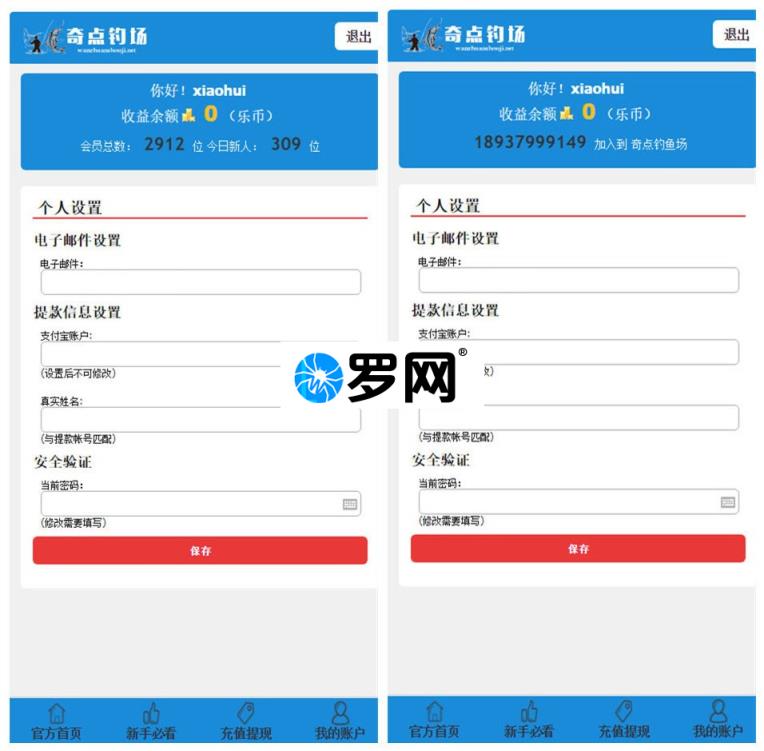 奇点钓场
退出
你好！xiaohui
收益余额 0 （乐币）
会员总数： 2912 位 今日新人： 309 位
个人设置
电子邮件设置
电子邮件:
提款信息设置
支付宝账户:
(设置后不可修改)
真实姓名:
(与提款帐号匹配)
安全验证
当前密码:
(修改需要填写)
保存
官方首页
新手必看
充值提现
我的账户
奇点钓场
退出
你好！xiaohui
收益余额 0 （乐币）
18937999149 加入到 奇点钓鱼场
个人设置
电子邮件设置
电子邮件:
提款信息设置
支付宝账户:
改)
(与提款帐号匹配)
安全验证
当前密码:
(修改需要填写)
保存
官方首页
新手必看
充值提现
我的账户
罗网®